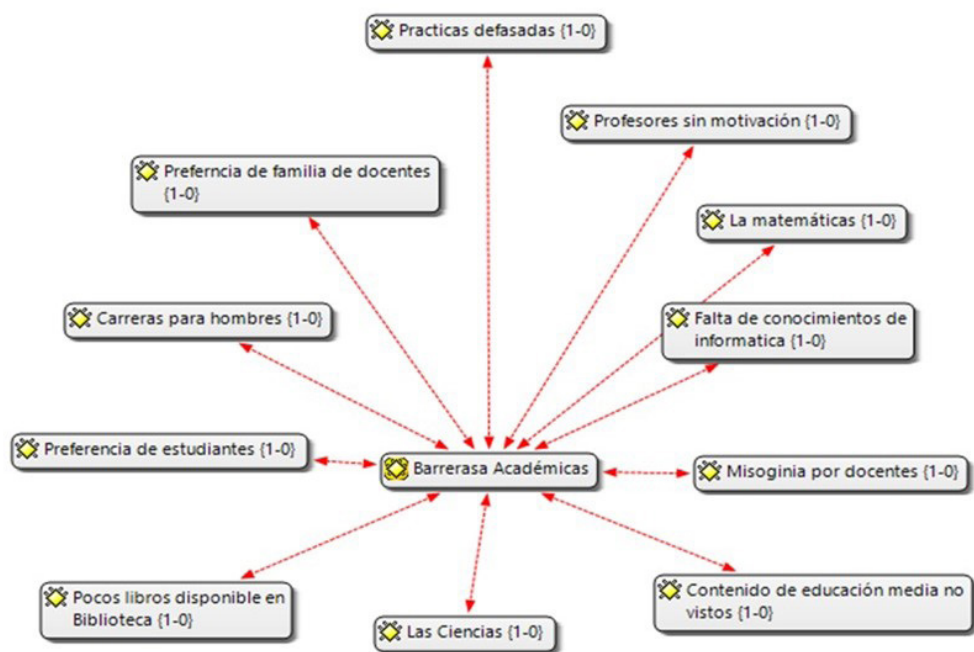 Practicas defasadas {1-0}
Profesores sin motivación {1-0}
Preferncia de familia de docentes
{1-0}
La matemáticas {1-0}
Carreras para hombres {1-0}
Falta de conocimientos de
informatica {1-0}
Preferencia de estudiantes {1-0}
Barrerasa Académicas
Misoginia por docentes {1-0}
Pocos libros disponible en
Biblioteca {1-0}
Las Ciencias {1-0}
Contenido de educación media no
vistos {1-0}